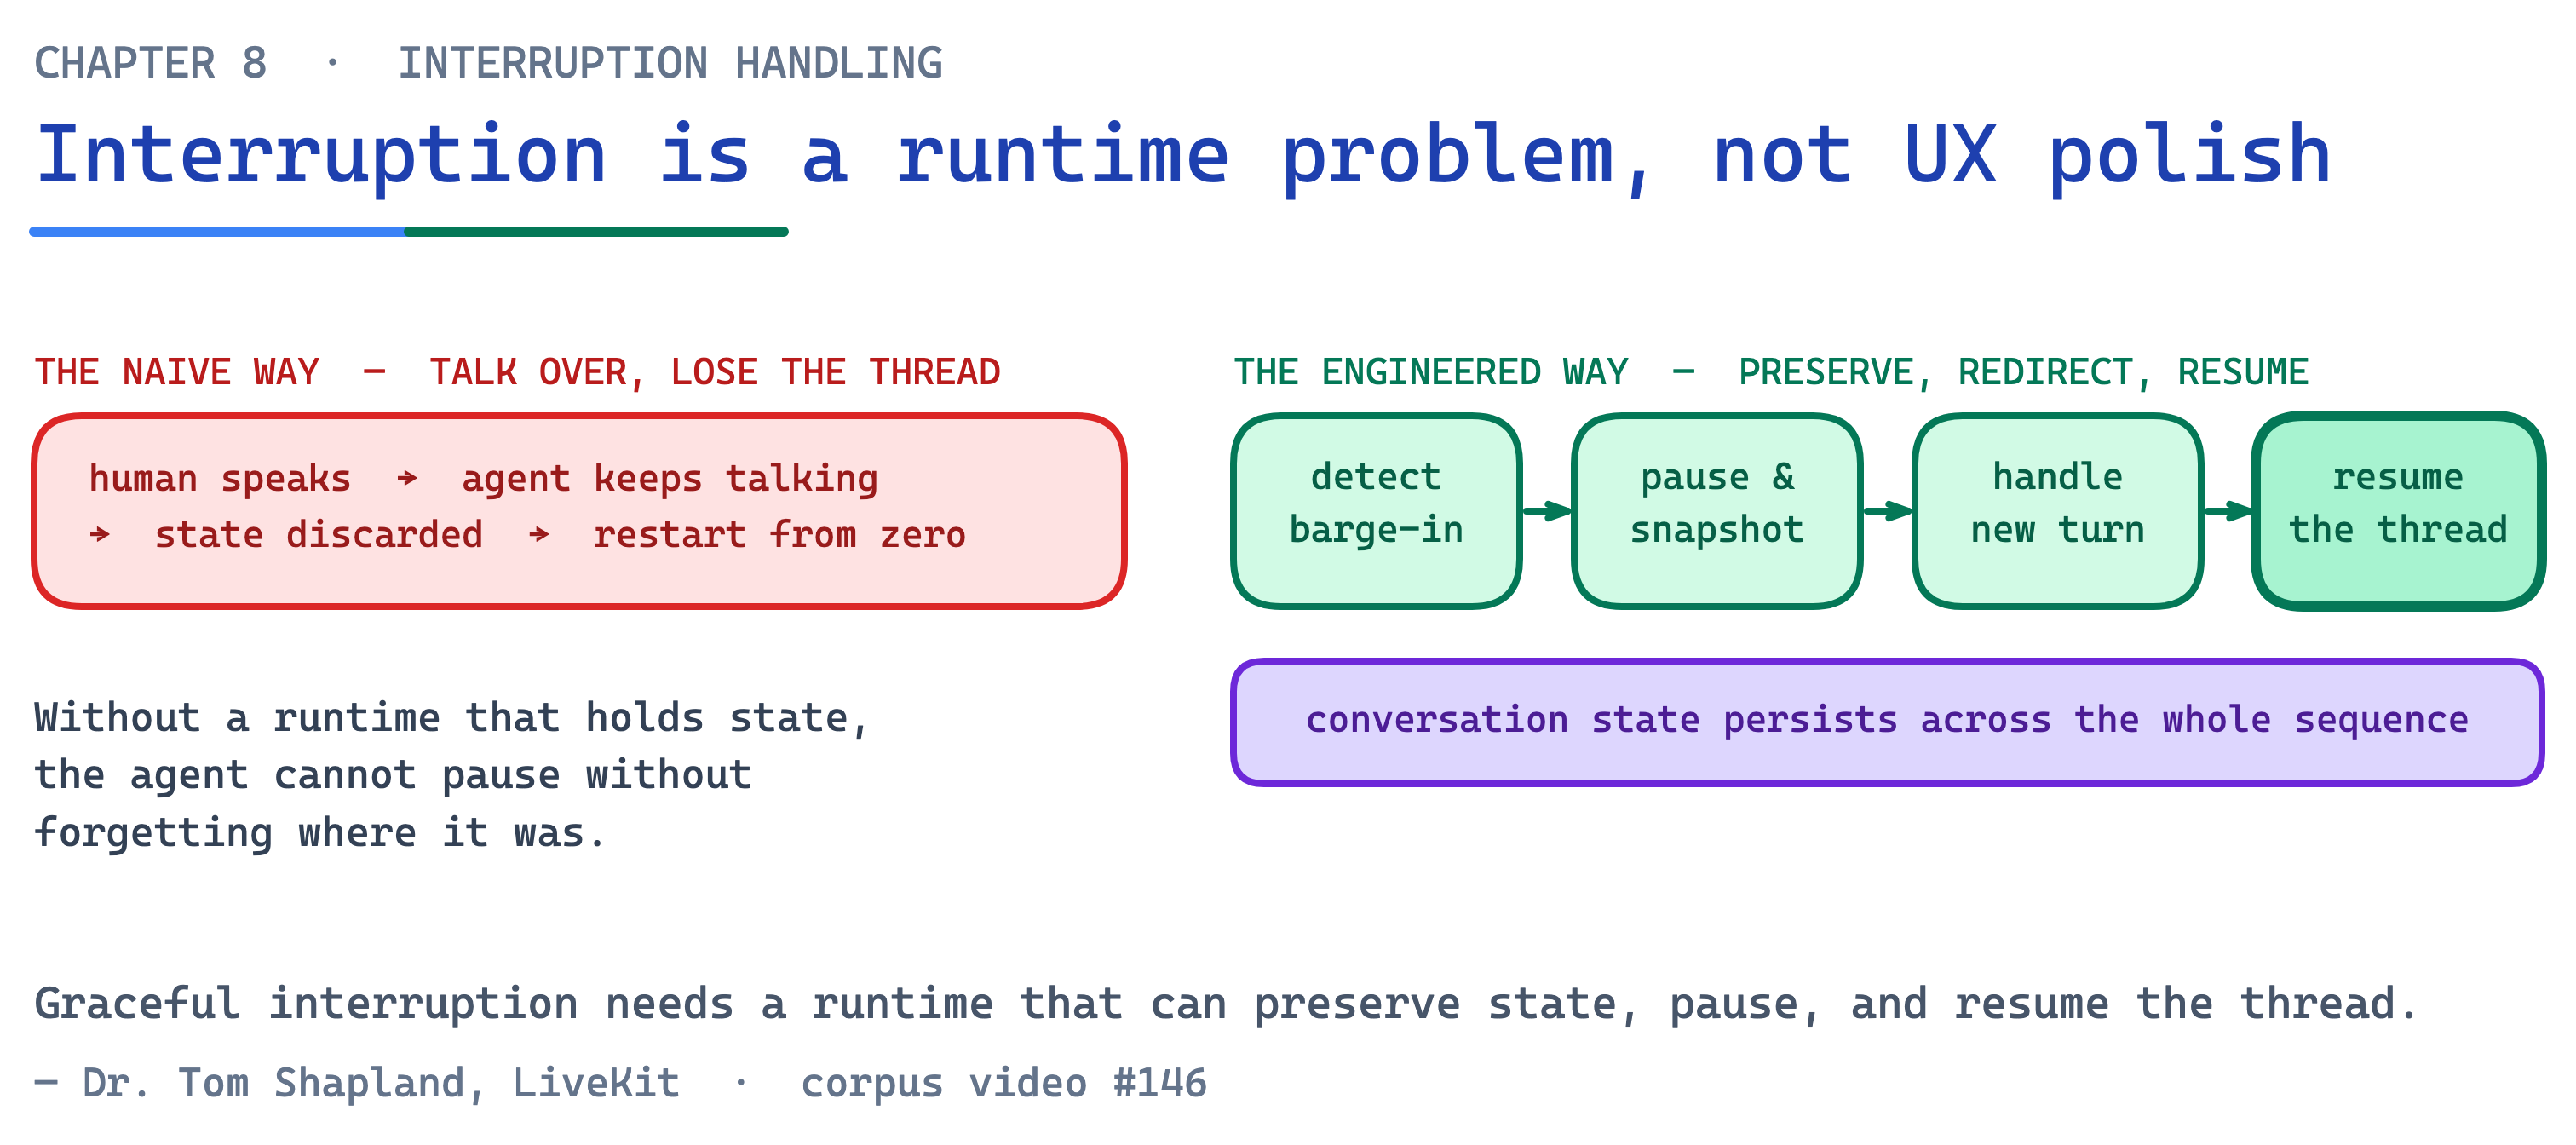 CHAPTER 8 · INTERRUPTION HANDLING
Interruption is a runtime problem, not UX polish
THE NAIVE WAY — TALK OVER, LOSE THE THREAD
human speaks → agent keeps talking
→ state discarded → restart from zero
Without a runtime that holds state,
the agent cannot pause without
forgetting where it was.
THE ENGINEERED WAY — PRESERVE, REDIRECT, RESUME
detect
barge-in
pause &
snapshot
handle
new turn
resume
the thread
conversation state persists across the whole sequence
Graceful interruption needs a runtime that can preserve state, pause, and resume the thread.
— Dr. Tom Shapland, LiveKit · corpus video #146